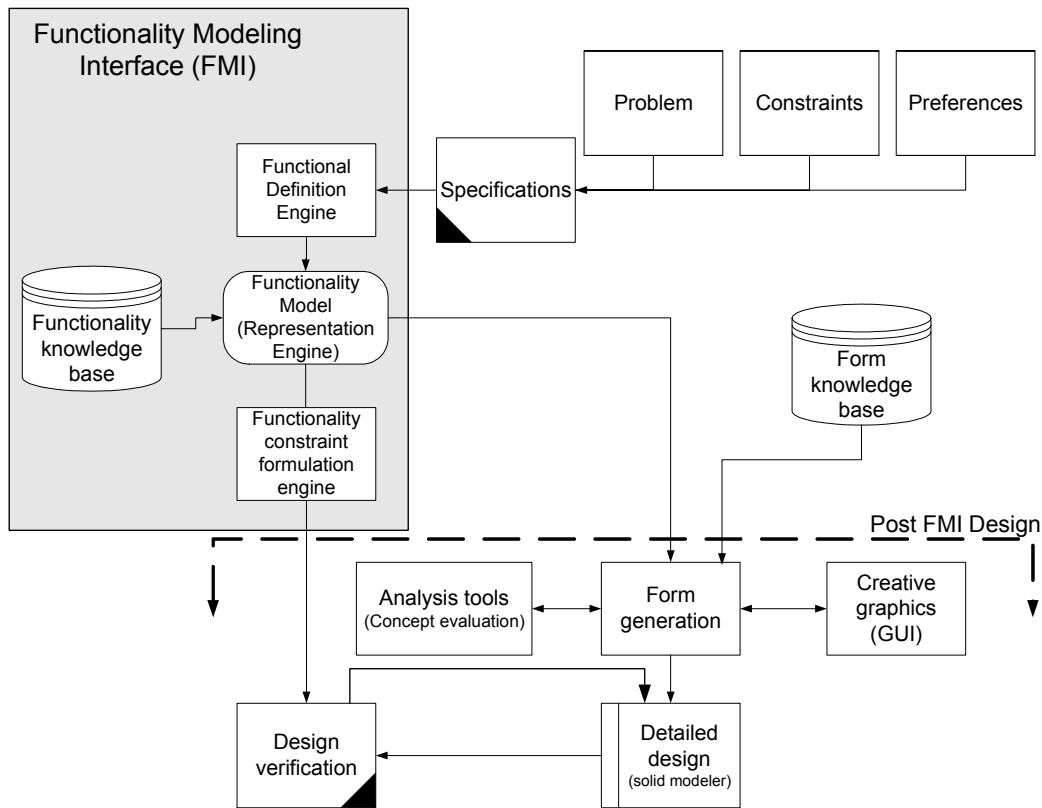 Functionality Modeling
Interface (FMI)
Problem
Constraints
Preferences
Functional
Definition
Engine
Specifications
Functionality
Model
(Representation
Engine)
Functionality
knowledge
base
Form
knowledge
base
Functionality
constraint
formulation
engine
Post FMI Design
Analysis tools
(Concept evaluation)
Form
generation
Creative
graphics
(GUI)
Design
verification
Detailed
design
(solid modeler)